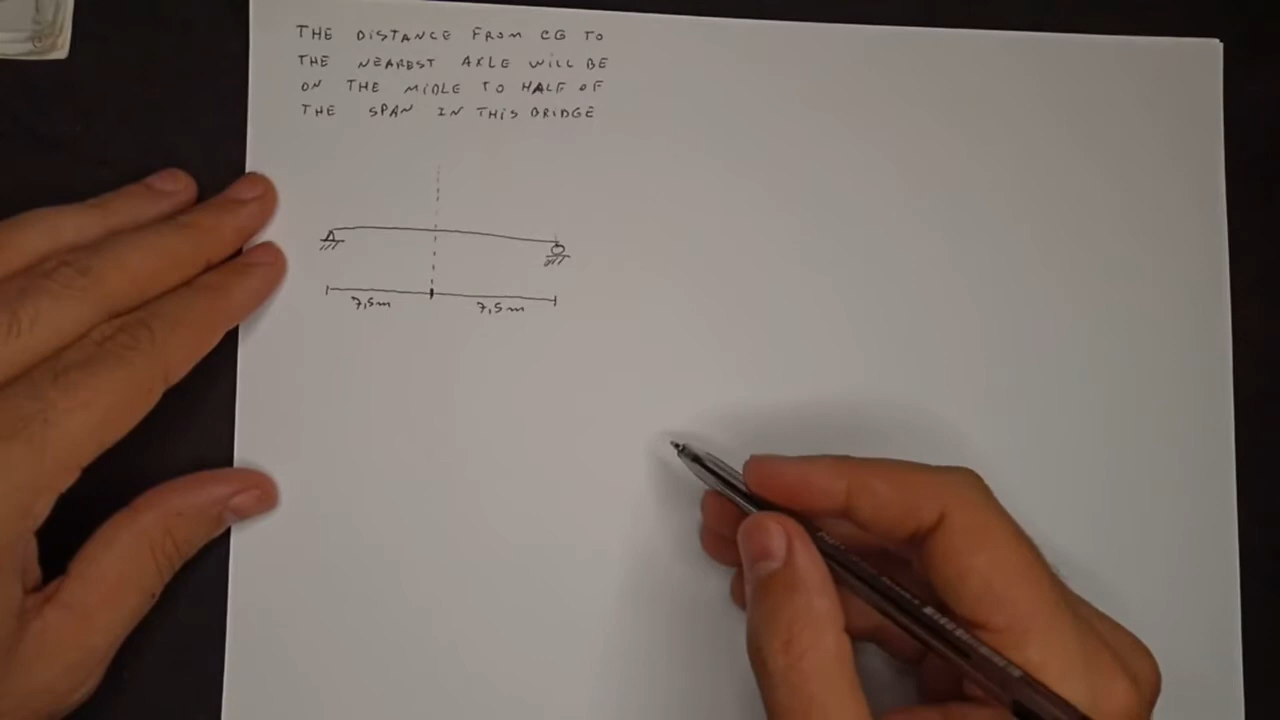 THE DISTANCE FROM CG TO
THE NEAREST AXLE WILL BE
ON THE MIDLE TO HALF OF
THE SPAN IN THIS BRIDGE
7,5m 7,5m